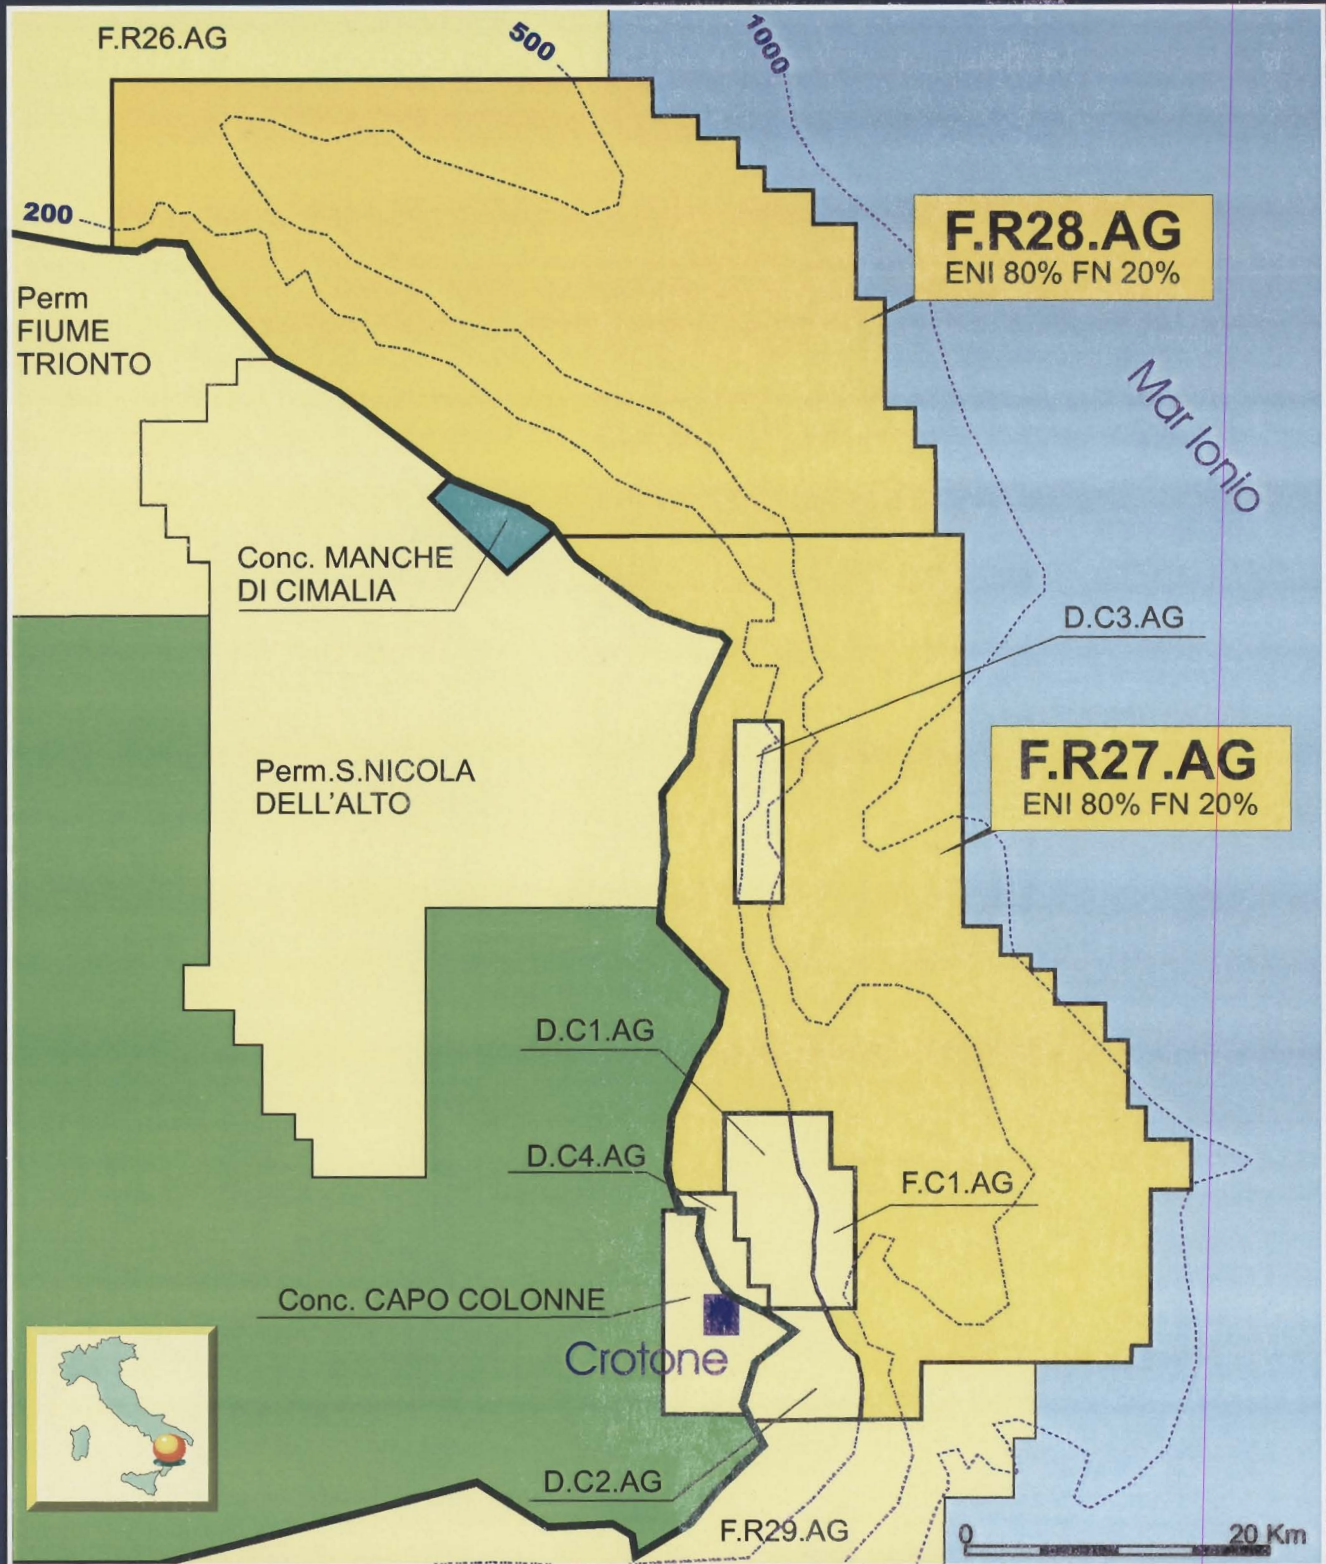 F.R26.AG
500
1000
200
F.R28.AG
ENI 80% FN 20%
Perm
FIUME
TRIONTO
Mar Ionio
Conc. MANCHE
DI CIMALIA
D.C3.AG
F.R27.AG
ENI 80% FN 20%
Perm.S.NICOLA
DELL'ALTO
D.C1.AG
D.C4.AG
F.C1.AG
Conc. CAPO COLONNE
Crotone
D.C2.AG
F.R29.AG
0
20 Km